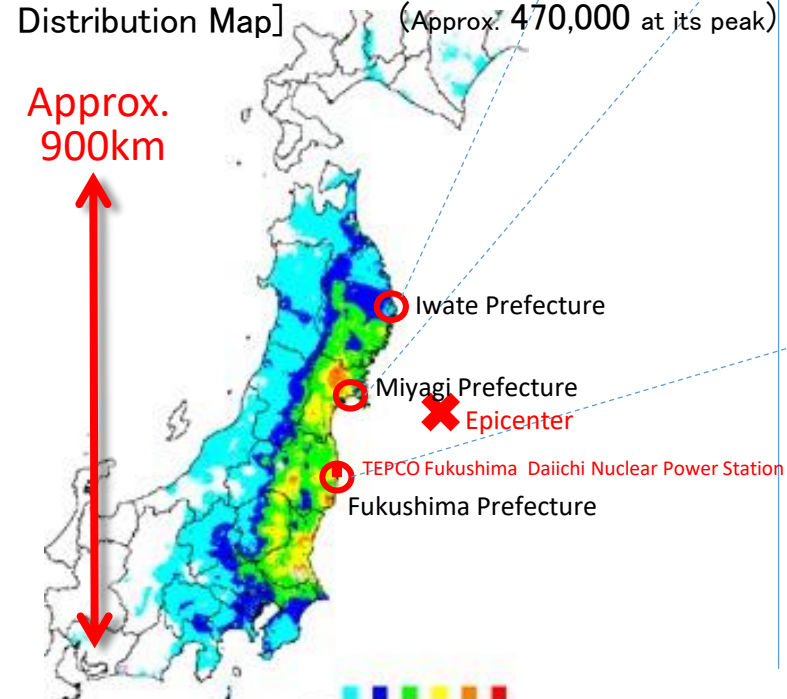 Distribution Map]
(Approx. 470,000 at its peak)
Approx.
900km
Iwate Prefecture
Miyagi Prefecture
Epicenter
TEPCO Fukushima Daiichi Nuclear Power Station
Fukushima Prefecture